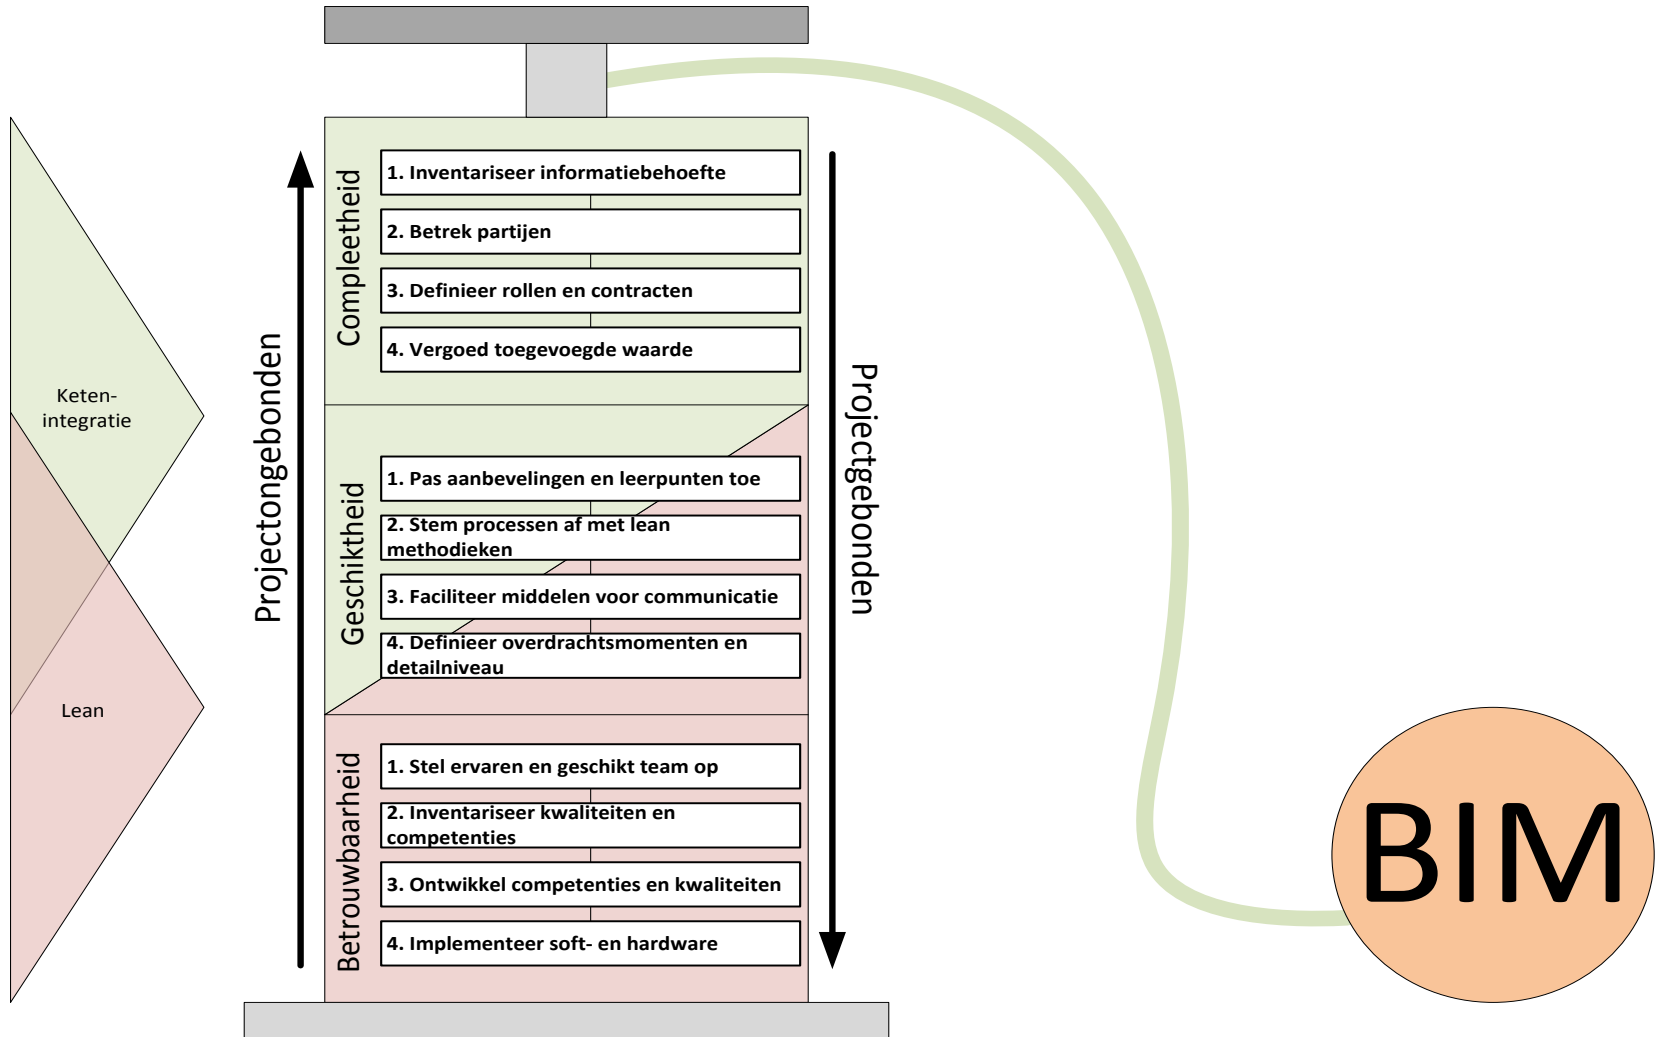 Keten-
integratie
Lean
Projectongebonden
Compleetheid
1. Inventariseer informatiebehoefte
2. Betrek partijen
3. Definieer rollen en contracten
4. Vergoed toegevoegde waarde
Geschiktheid
1. Pas aanbevelingen en leerpunten toe
2. Stem processen af met lean
methodieken
3. Faciliteer middelen voor communicatie
4. Definieer overdrachtsmomenten en
detailniveau
Betrouwbaarheid
1. Stel ervaren en geschikt team op
2. Inventariseer kwaliteiten en
competenties
3. Ontwikkel competenties en kwaliteiten
4. Implementeer soft- en hardware
Projectgebonden
BIM